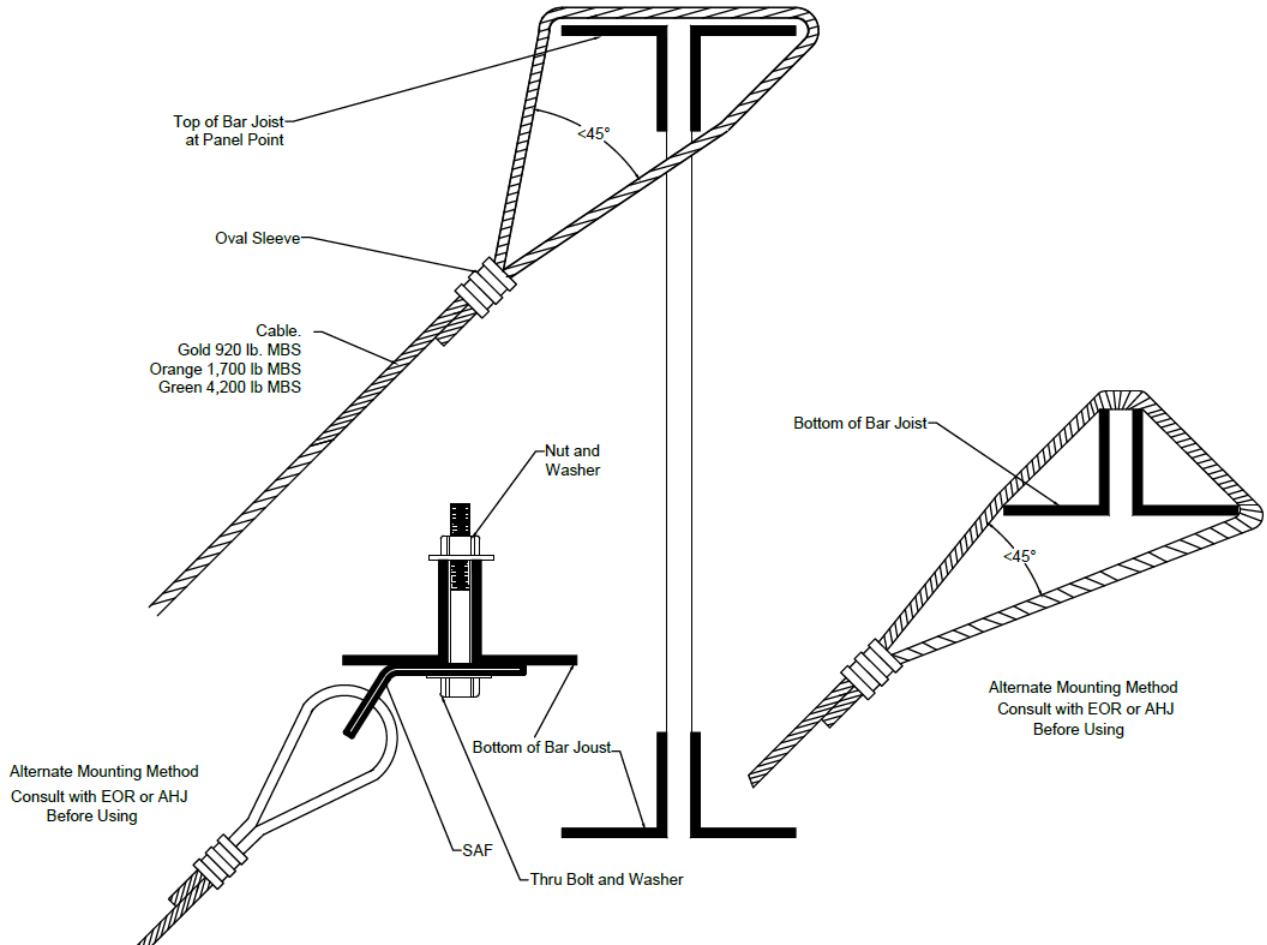 Top of Bar Joist
at Panel Point
<45°
Oval Sleeve
Cable.
Gold 920 lb. MBS
Orange 1,700 lb MBS
Green 4,200 lb MBS
Nut and
Washer
Bottom of Bar Joist
<45°
Alternate Mounting Method
Consult with EOR or AHJ
Before Using
Bottom of Bar Joust
Alternate Mounting Method
Consult with EOR or AHJ
Before Using
SAF
Thru Bolt and Washer